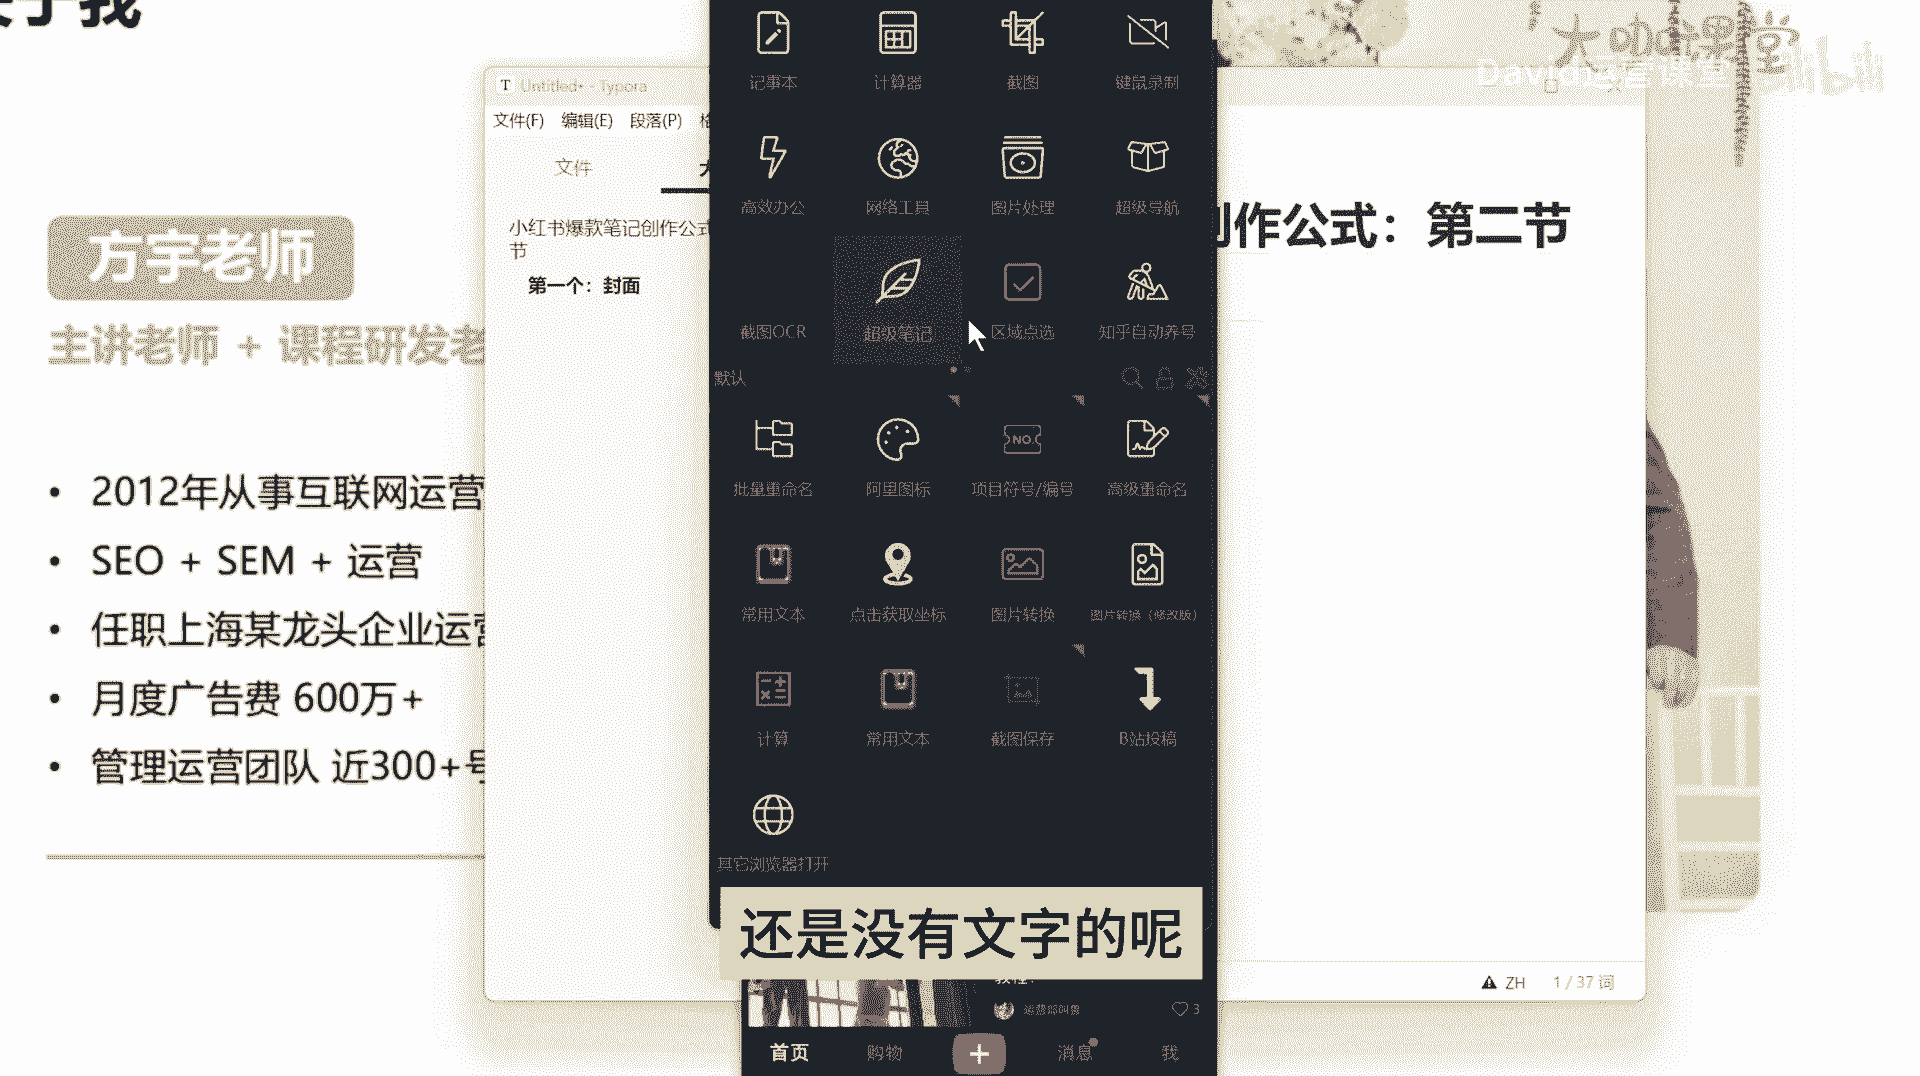 关于我
大咖课堂
David运营课堂
bilibili
方宇老师
主讲老师 + 课程研发老
• 2012年从事互联网运营
• SEO + SEM + 运营
• 任职上海某龙头企业运营
• 月度广告费 600万+
• 管理运营团队 近300+号
T Untitled• - Typora
文件(F) 编辑(E) 段落(P) 格
文件
小红书爆款笔记创作公式
节
第一个：封面
创作公式：第二节
记事本 计算器 截图 键鼠录制
高效办公 网络工具 图片处理 超级导航
截图OCR 超级笔记 区域点选 知乎自动养号
默认
NO.
批量重命名 阿里图标 项目符号/编号 高级重命名
常用文本 点击获取坐标 图片转换 图片转换（修改版）
计算 常用文本 截图保存 B站投稿
其它浏览器打开
还是没有文字的呢
ZH 1 / 37 词
3
首页 购物 + 消息 我